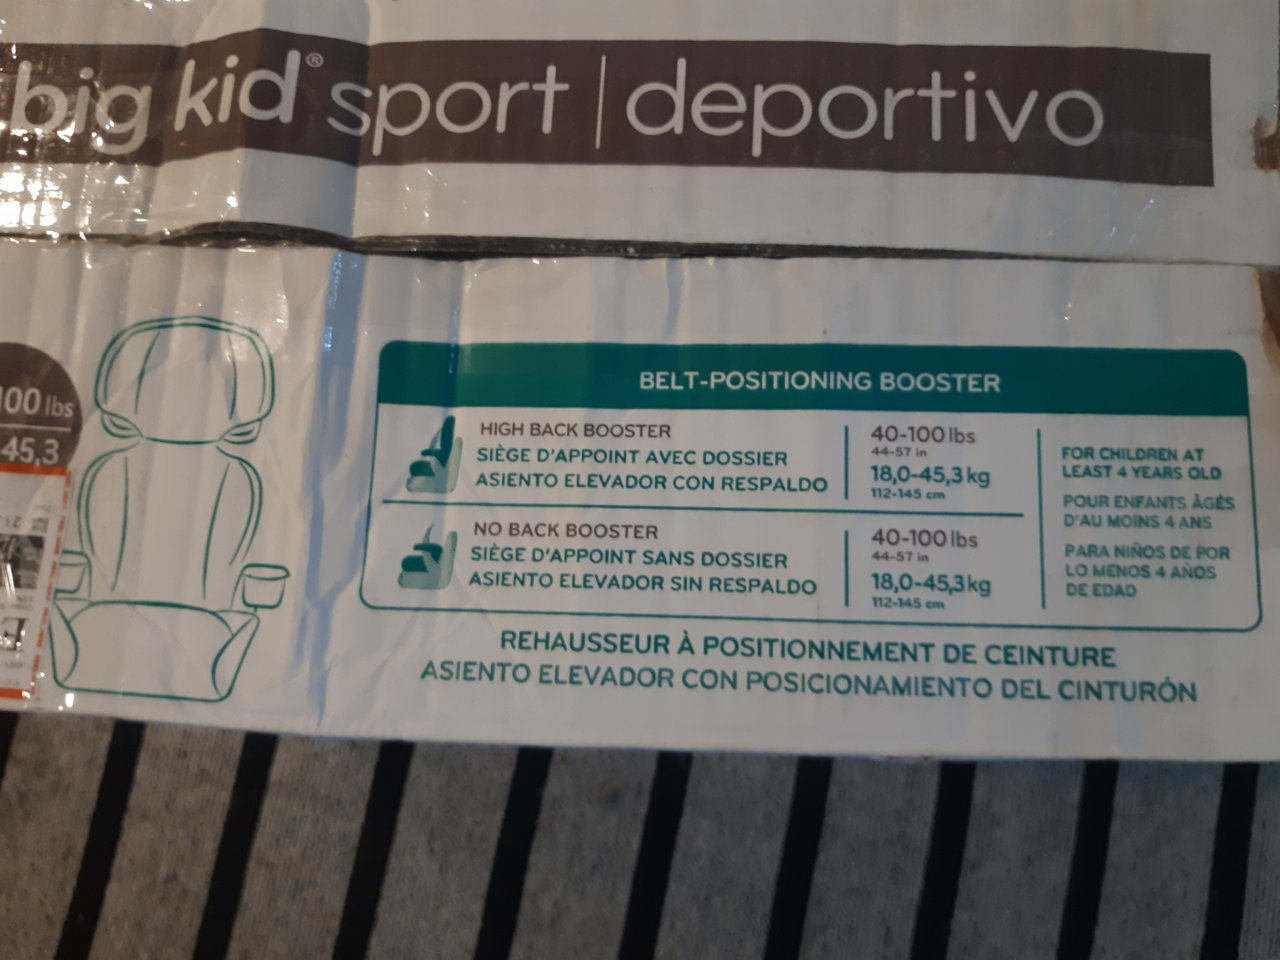 big kid® sport | deportivo
100 lbs
45,3
BELT-POSITIONING BOOSTER
HIGH BACK BOOSTER
SIÈGE D'APPOINT AVEC DOSSIER
ASIENTO ELEVADOR CON RESPALDO
40-100 lbs
44-57 in
18,0-45,3 kg
112-145 cm
NO BACK BOOSTER
SIÈGE D'APPOINT SANS DOSSIER
ASIENTO ELEVADOR SIN RESPALDO
40-100 lbs
44-57 in
18,0-45,3 kg
112-145 cm
FOR CHILDREN AT
LEAST 4 YEARS OLD
POUR ENFANTS ÂGÉS
D'AU MOINS 4 ANS
PARA NIÑOS DE POR
LO MENOS 4 AÑOS
DE EDAD
REHAUSSEUR À POSITIONNEMENT DE CEINTURE
ASIENTO ELEVADOR CON POSICIONAMIENTO DEL CINTURÓN